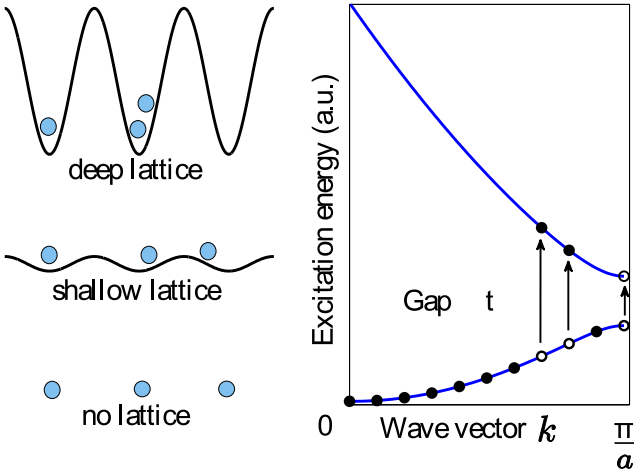 deep lattice
shallow lattice
no lattice
Excitation energy (a.u.)
Gap t
0
Wave vector k
π
a